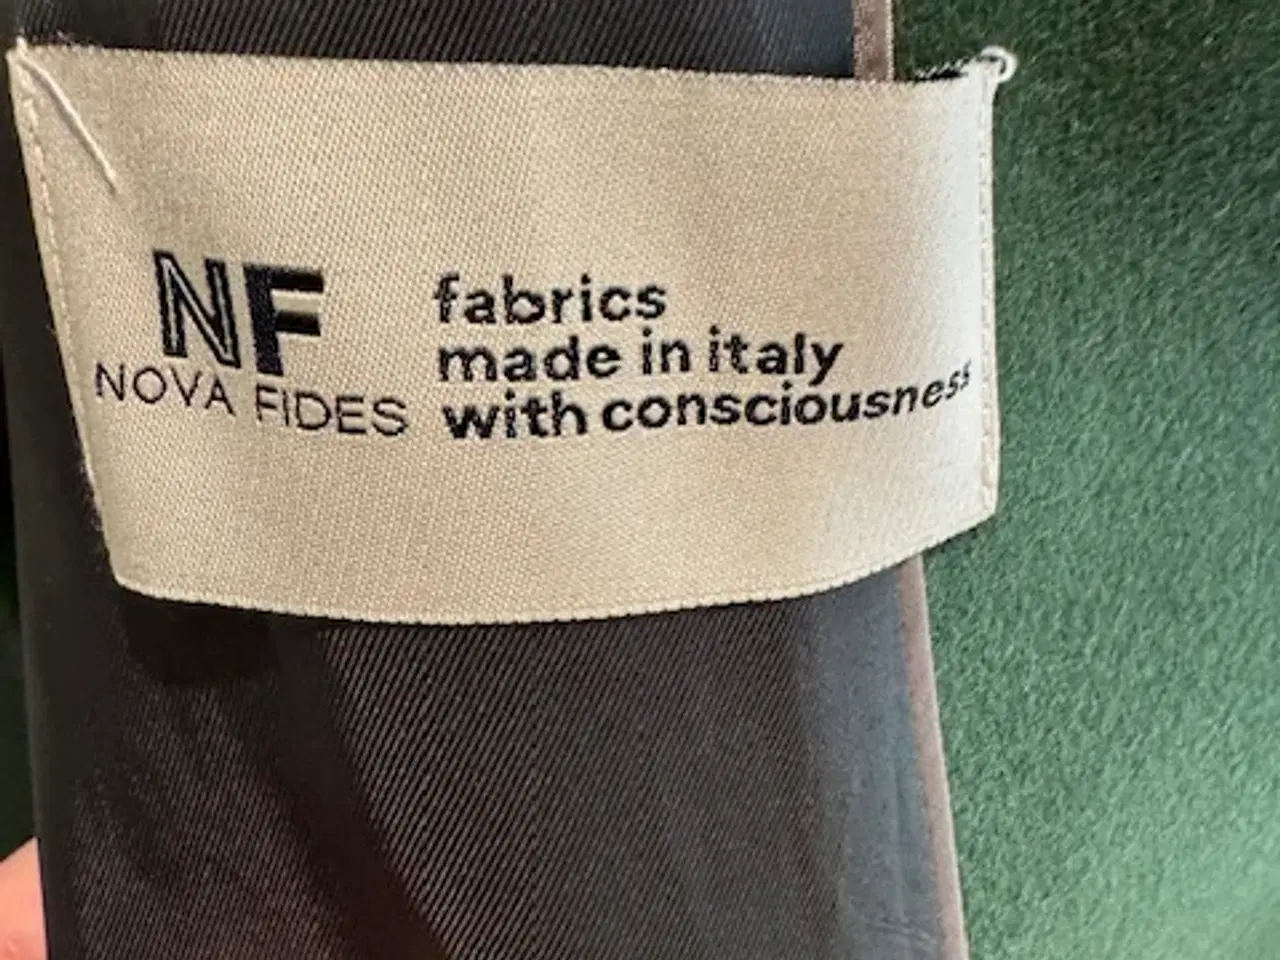 NF
NOVA FIDES
fabrics
made in italy
with consciousness